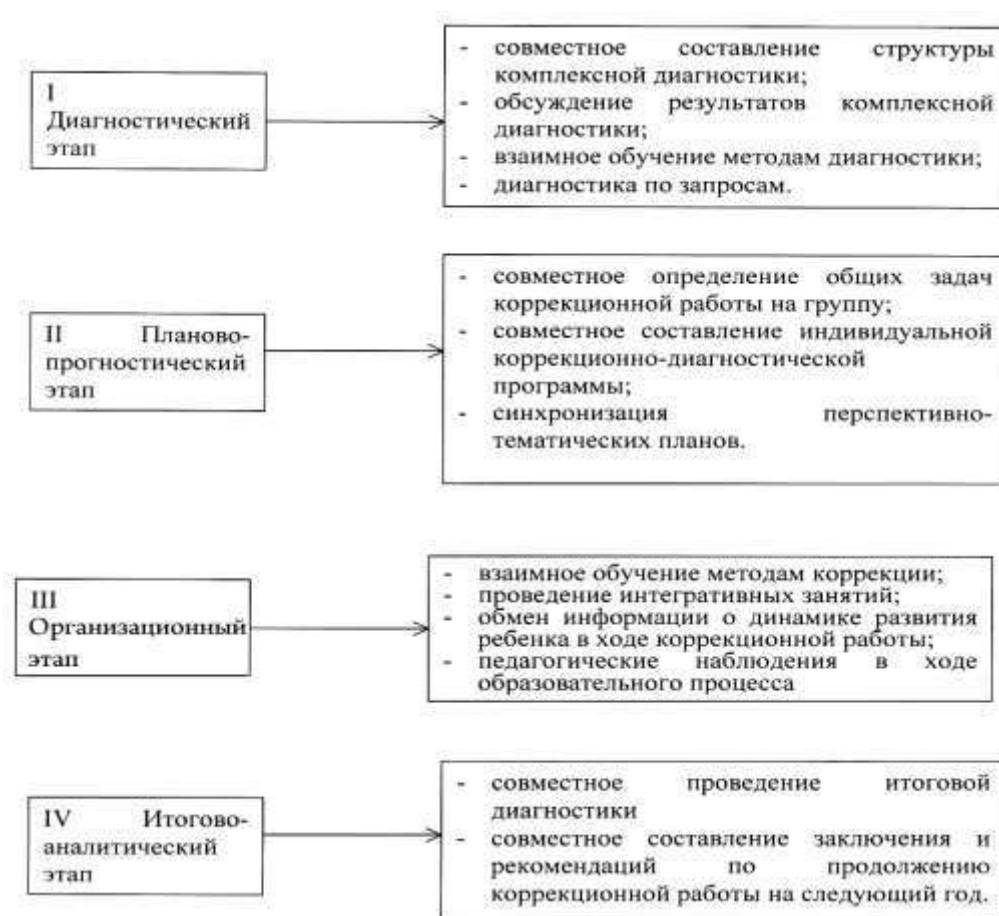 I
Диагностический
этап
- совместное составление структуры
комплексной диагностики;
- обсуждение результатов комплексной
диагностики;
- взаимное обучение методам диагностики;
- диагностика по запросам.
II Планово-
прогностический
этап
- совместное определение общих задач
коррекционной работы на группу;
- совместное составление индивидуальной
коррекционно-диагностической
программы;
- синхронизация перспективно-
тематических планов.
III
Организационный
этап
- взаимное обучение методам коррекции;
- проведение интегративных занятий;
- обмен информации о динамике развития
ребенка в ходе коррекционной работы;
- педагогические наблюдения в ходе
образовательного процесса
IV Итогово-
аналитический
этап
- совместное проведение итоговой
диагностики
- совместное составление заключения и
рекомендаций по продолжению
коррекционной работы на следующий год.